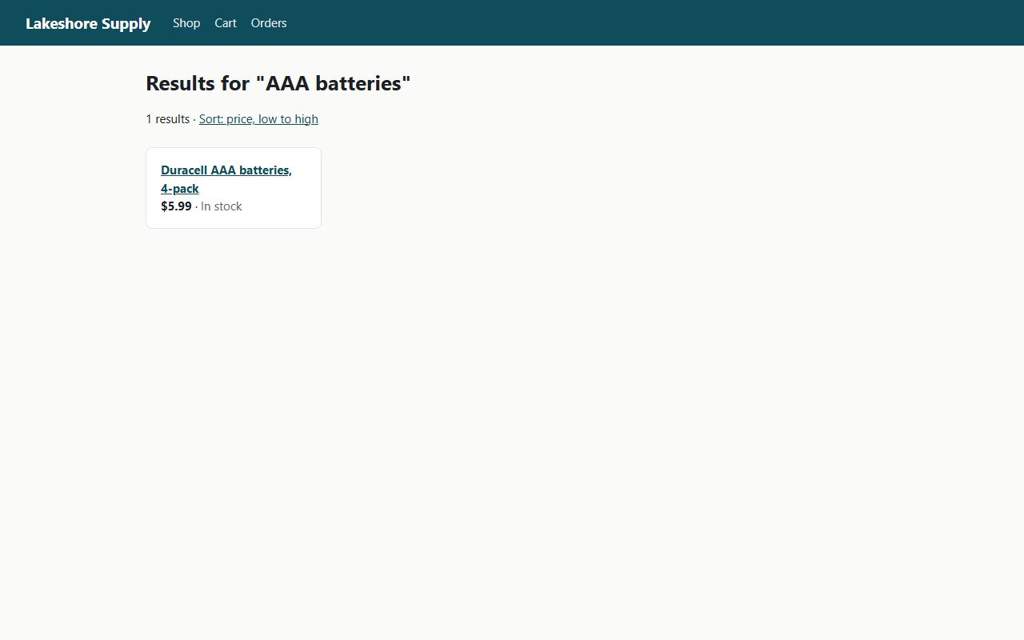 Lakeshore Supply Shop Cart Orders
Results for "AAA batteries"
1 results · Sort: price, low to high
Duracell AAA batteries,
4-pack
$5.99 · In stock